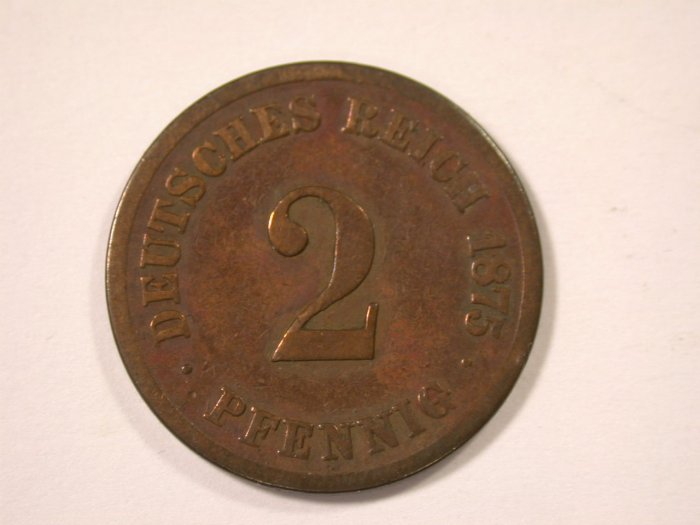 DEUTSCHES REICH 1875
2
PFENNIG